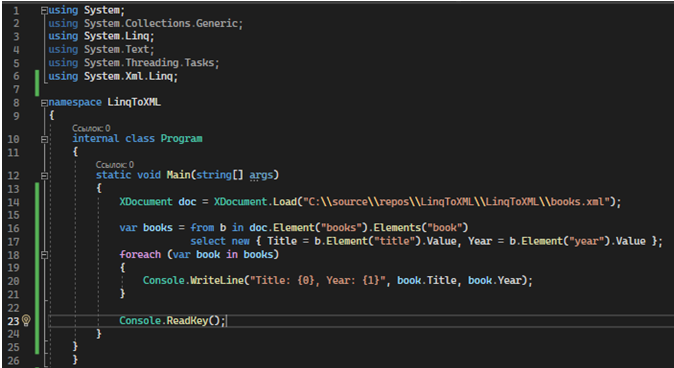 1 using System;
2 using System.Collections.Generic;
3 using System.Linq;
4 using System.Text;
5 using System.Threading.Tasks;
6 using System.Xml.Linq;
7
8 namespace LinqToXML
9 {
Ссылок: 0
10 internal class Program
11 {
Ссылок: 0
12 static void Main(string[] args)
13 {
14 XDocument doc = XDocument.Load("C:\\source\\repos\\LinqToXML\\LinqToXML\\books.xml");
15
16 var books = from b in doc.Element("books").Elements("book")
17 select new { Title = b.Element("title").Value, Year = b.Element("year").Value };
18 foreach (var book in books)
19 {
20 Console.WriteLine("Title: {0}, Year: {1}", book.Title, book.Year);
21 }
22
23 Console.ReadKey();
24 }
25 }
26 }